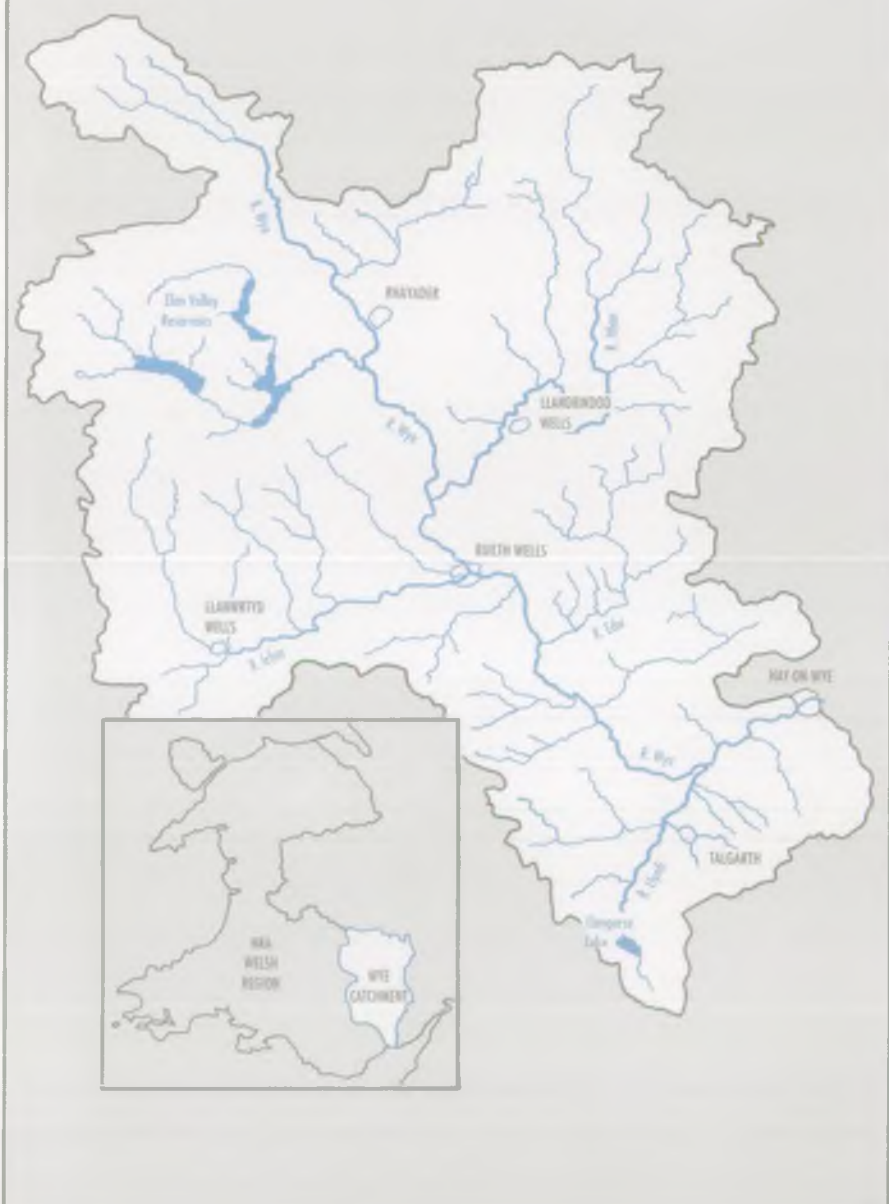 R. Wye
RHAYADER
Elan Valley
Reservoirs
R. Ithon
R. Wye
LLANDRINDOD
WELLS
BUILTH WELLS
LLANWRTYD
WELLS
R. Irfon
R. Edw
HAY-ON-WYE
R. Wye
TALGARTH
R. Llynfi
Llangorse
Lake
NRA
WELSH
REGION
WYE
CATCHMENT